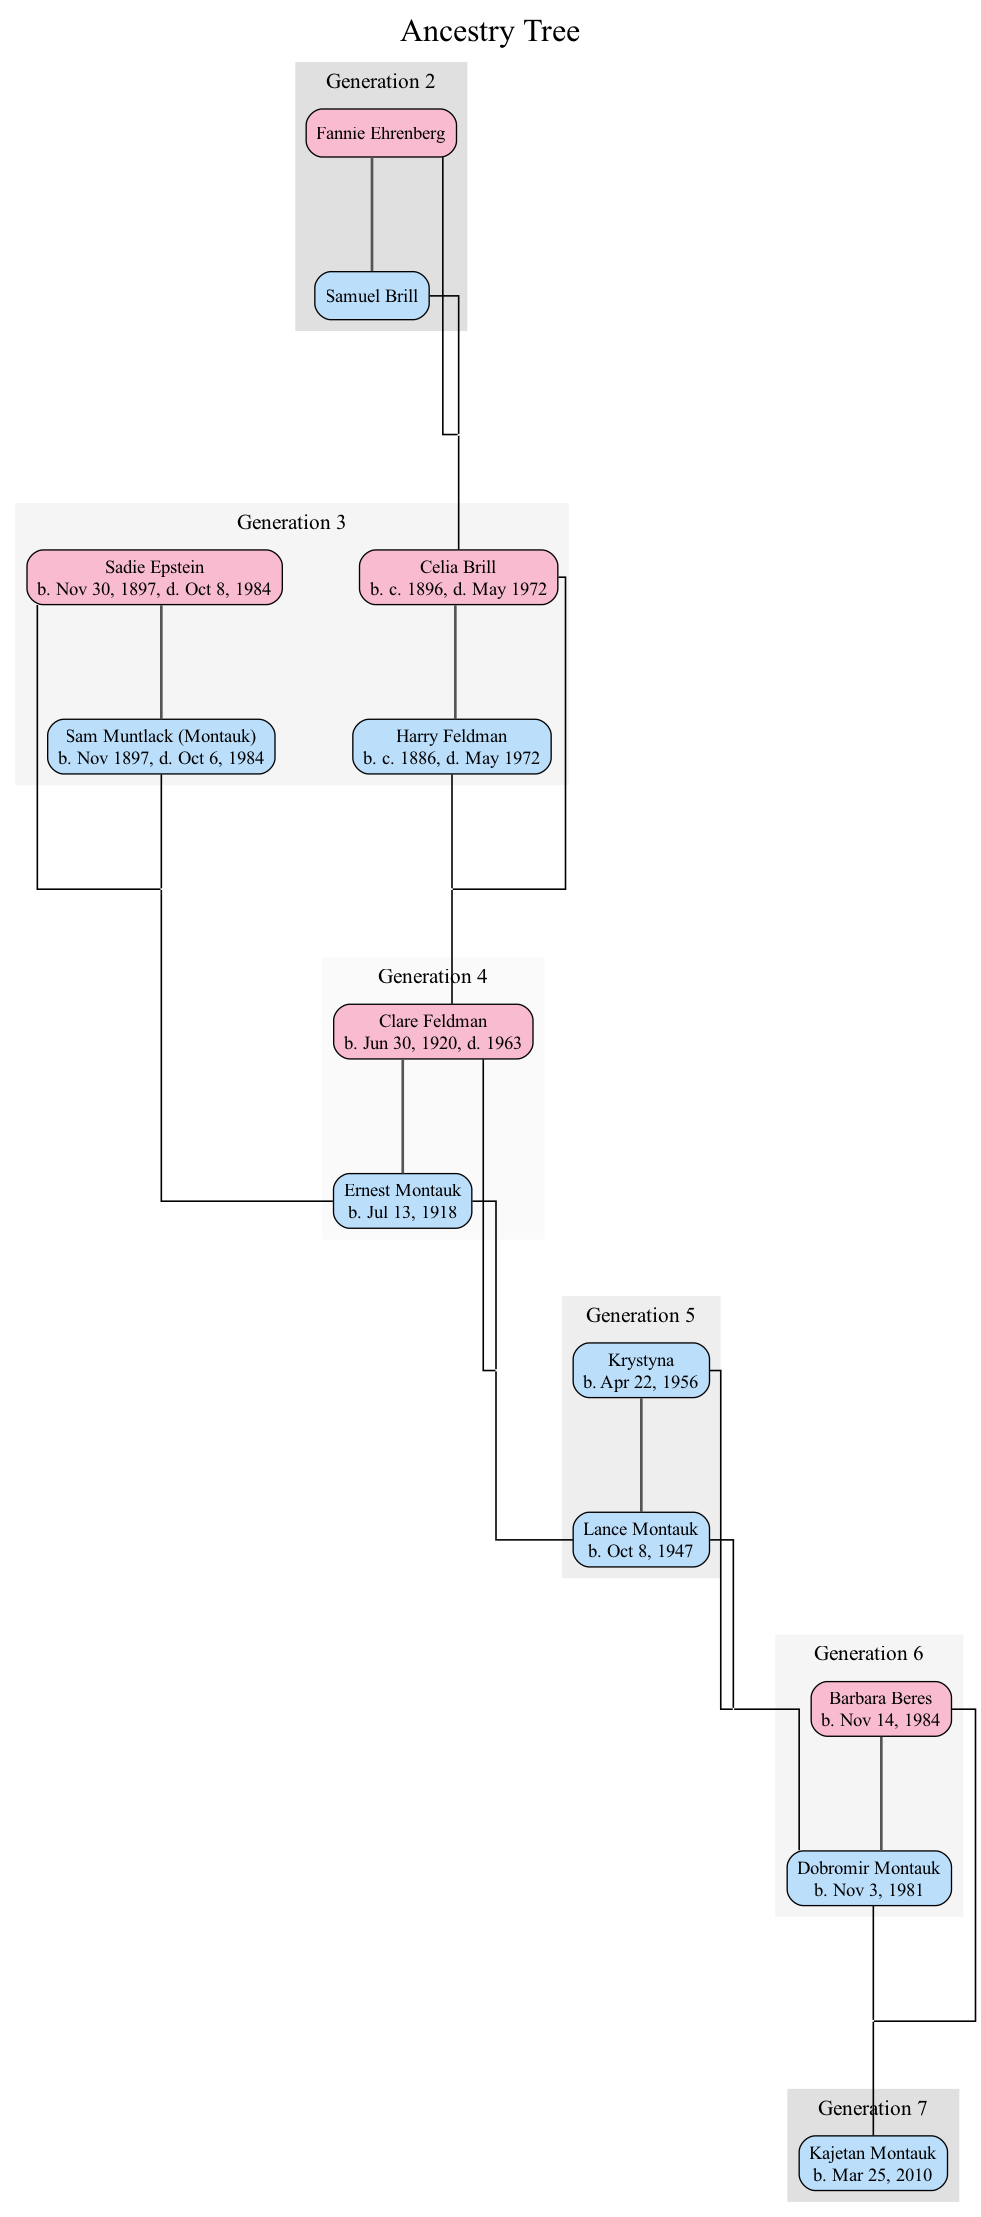 Ancestry Tree
Generation 2
Fannie Ehrenberg
Samuel Brill
Generation 3
Sadie Epstein
b. Nov 30, 1897, d. Oct 8, 1984
Celia Brill
b. c. 1896, d. May 1972
Sam Muntlack (Montauk)
b. Nov 1897, d. Oct 6, 1984
Harry Feldman
b. c. 1886, d. May 1972
Generation 4
Clare Feldman
b. Jun 30, 1920, d. 1963
Ernest Montauk
b. Jul 13, 1918
Generation 5
Krystyna
b. Apr 22, 1956
Lance Montauk
b. Oct 8, 1947
Generation 6
Barbara Beres
b. Nov 14, 1984
Dobromir Montauk
b. Nov 3, 1981
Generation 7
Kajetan Montauk
b. Mar 25, 2010